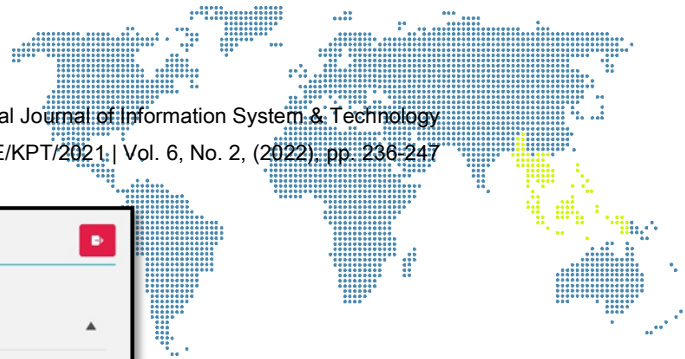 al Journal of Information System & Technology
E/KPT/2021 | Vol. 6, No. 2, (2022), pp. 236-247